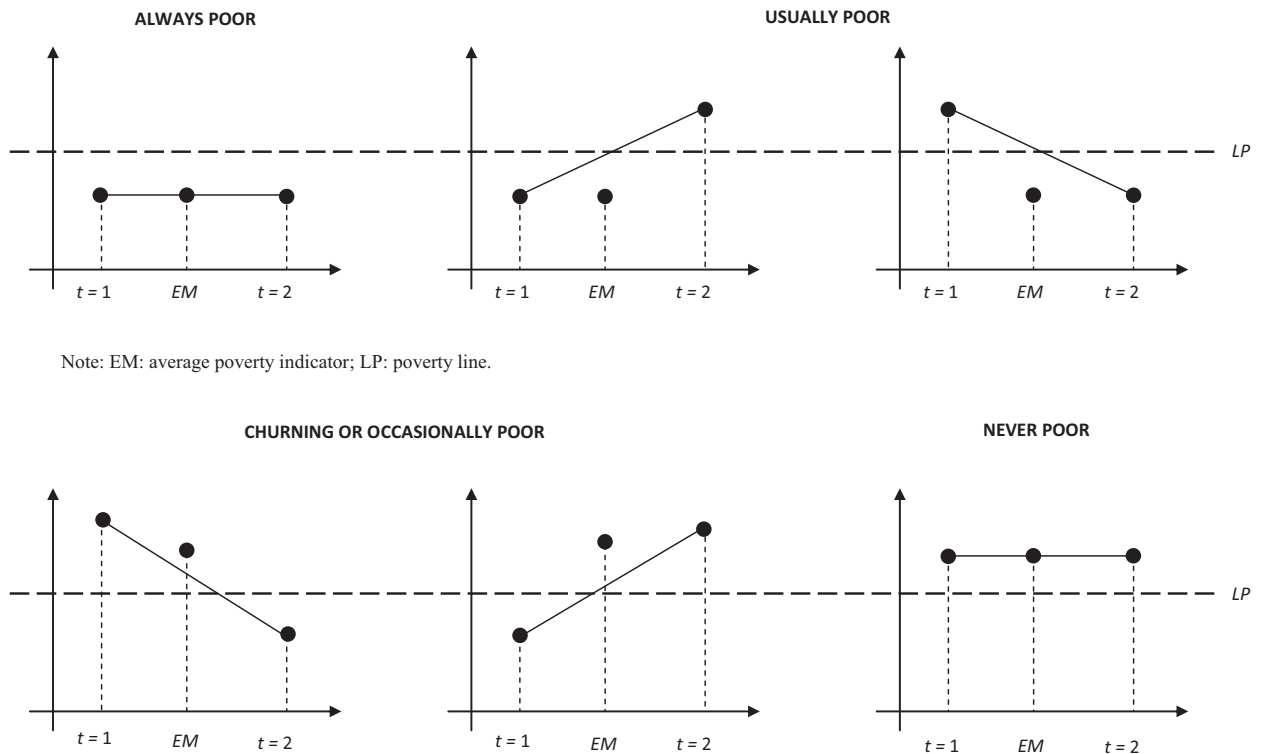 ALWAYS POOR
USUALLY POOR
LP
t = 1 EM t = 2
t = 1 EM t = 2
t = 1 EM t = 2
Note: EM: average poverty indicator; LP: poverty line.
CHURNING OR OCCASIONALLY POOR
NEVER POOR
LP
t = 1 EM t = 2
t = 1 EM t = 2
t = 1 EM t = 2